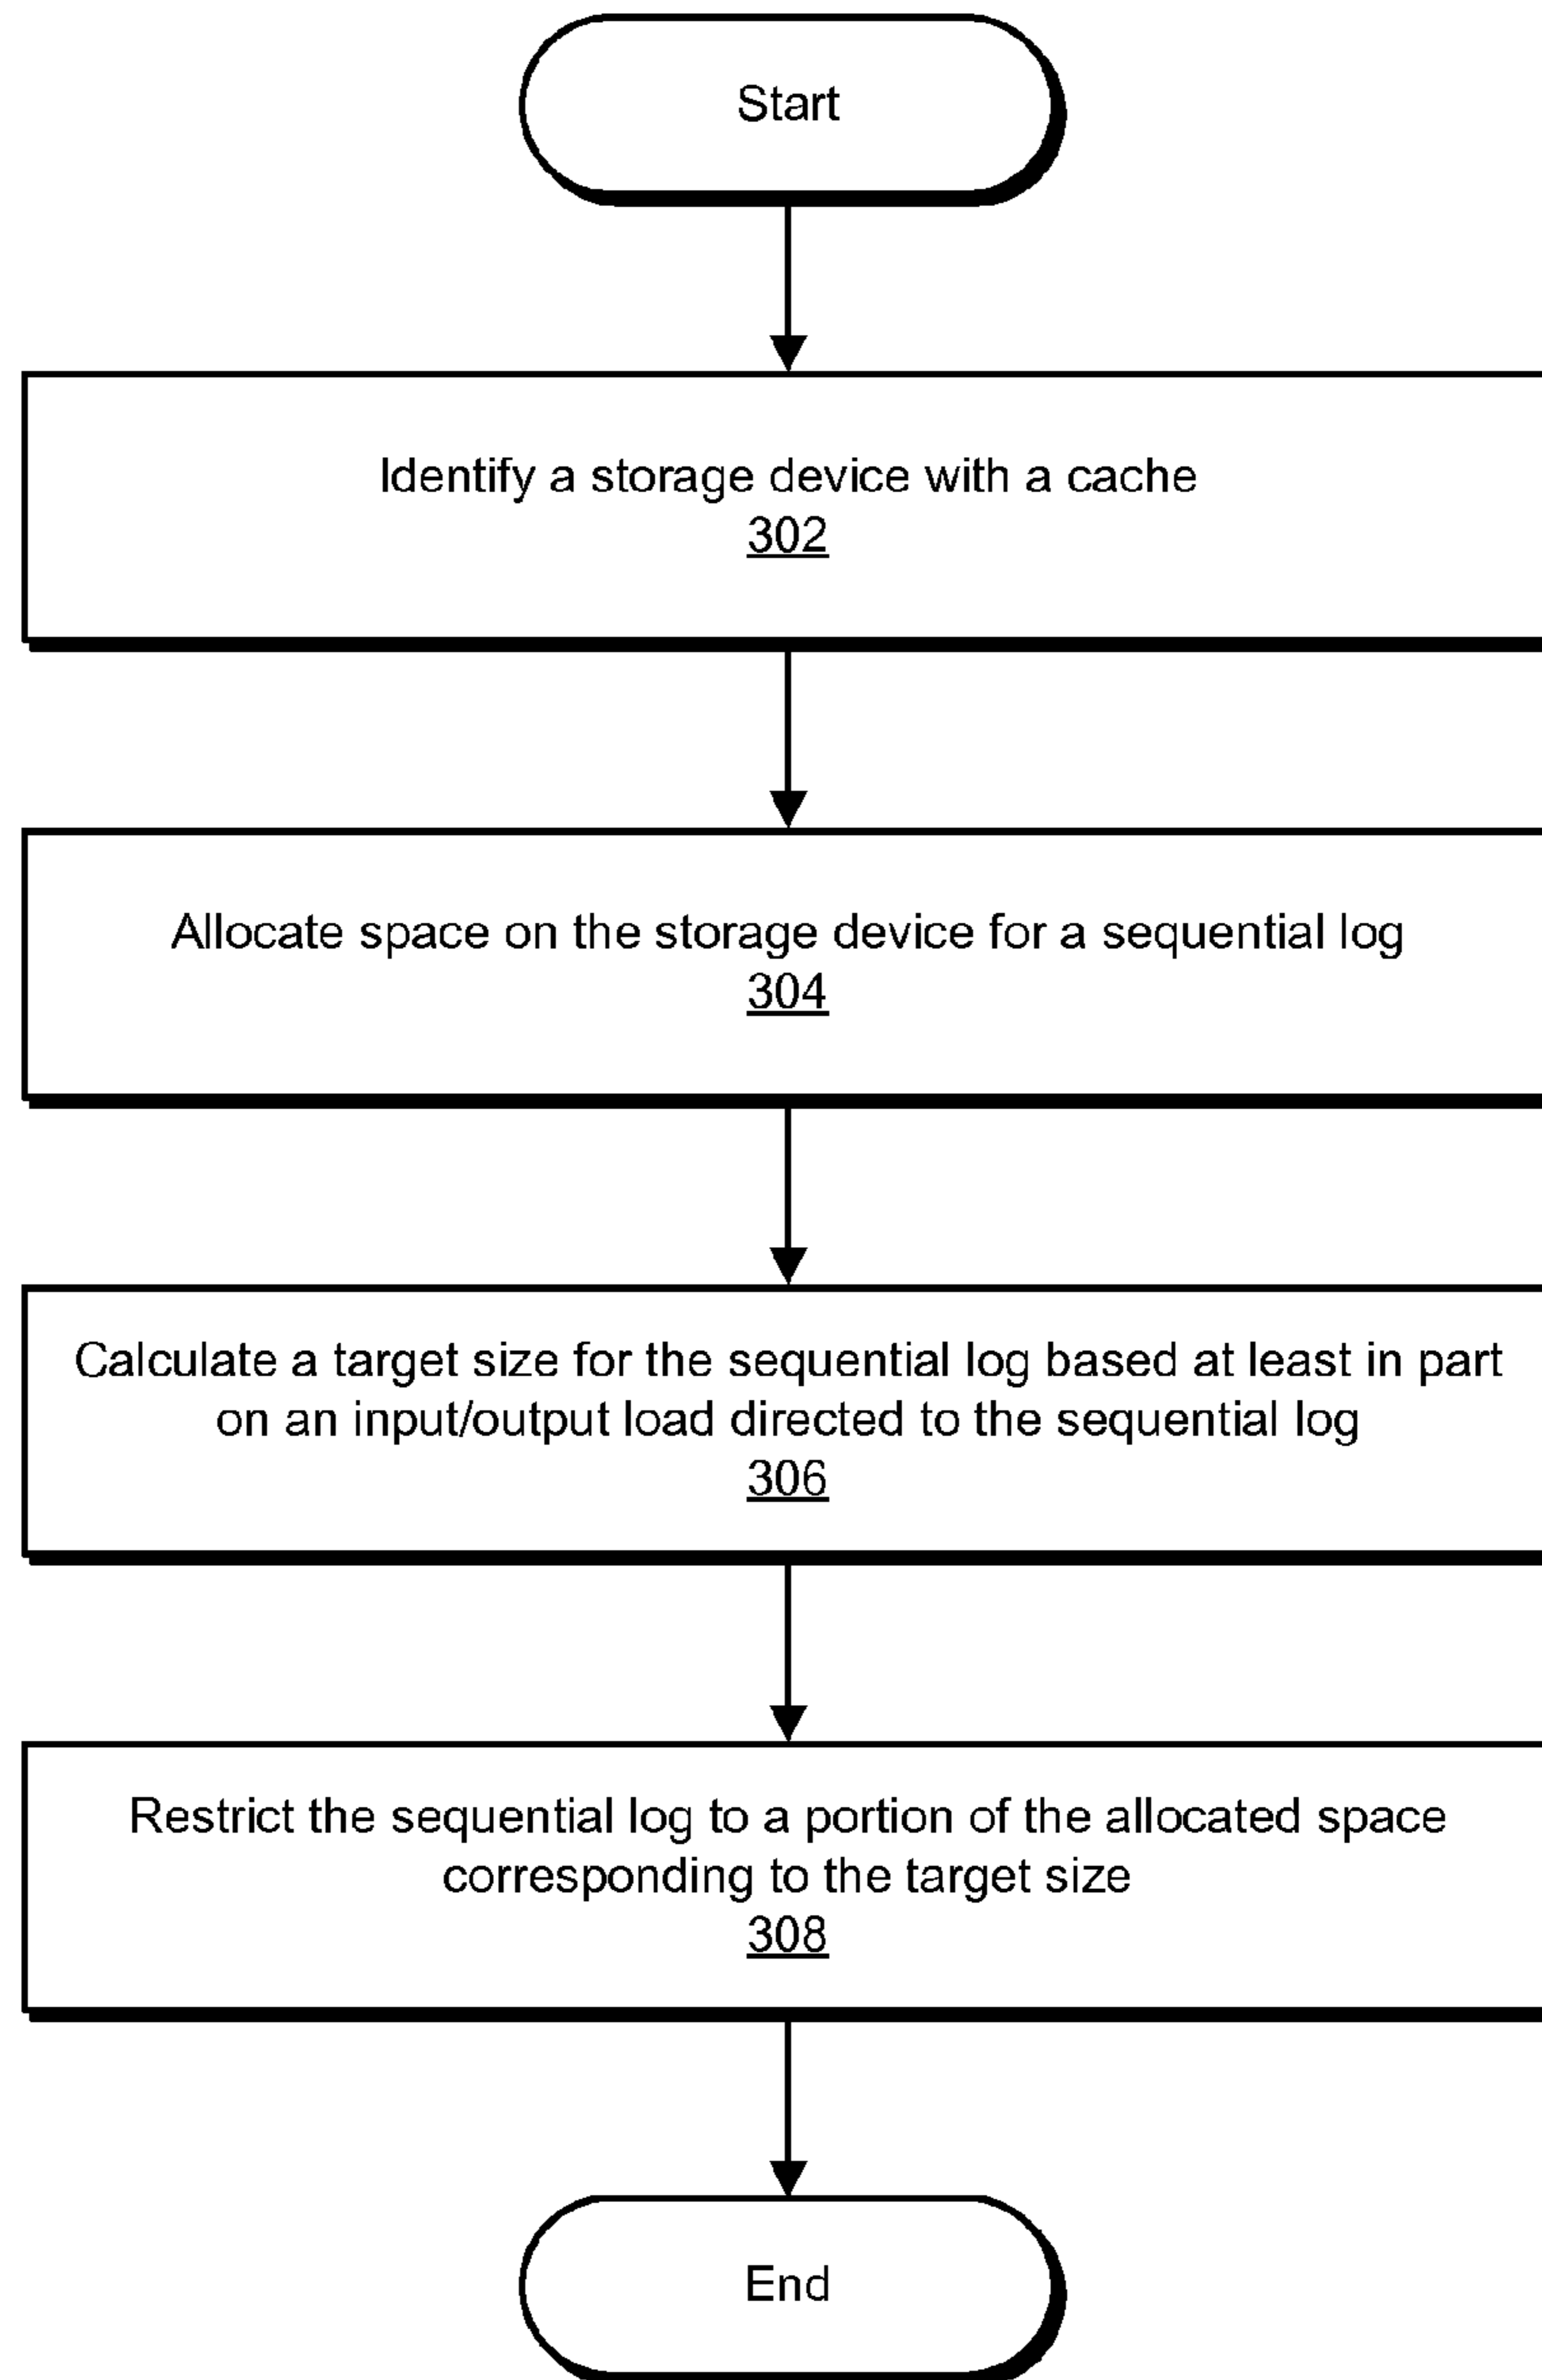 Start
Identify a storage device with a cache
302
Allocate space on the storage device for a sequential log
304
Calculate a target size for the sequential log based at least in part
on an input/output load directed to the sequential log
306
Restrict the sequential log to a portion of the allocated space
corresponding to the target size
308
End